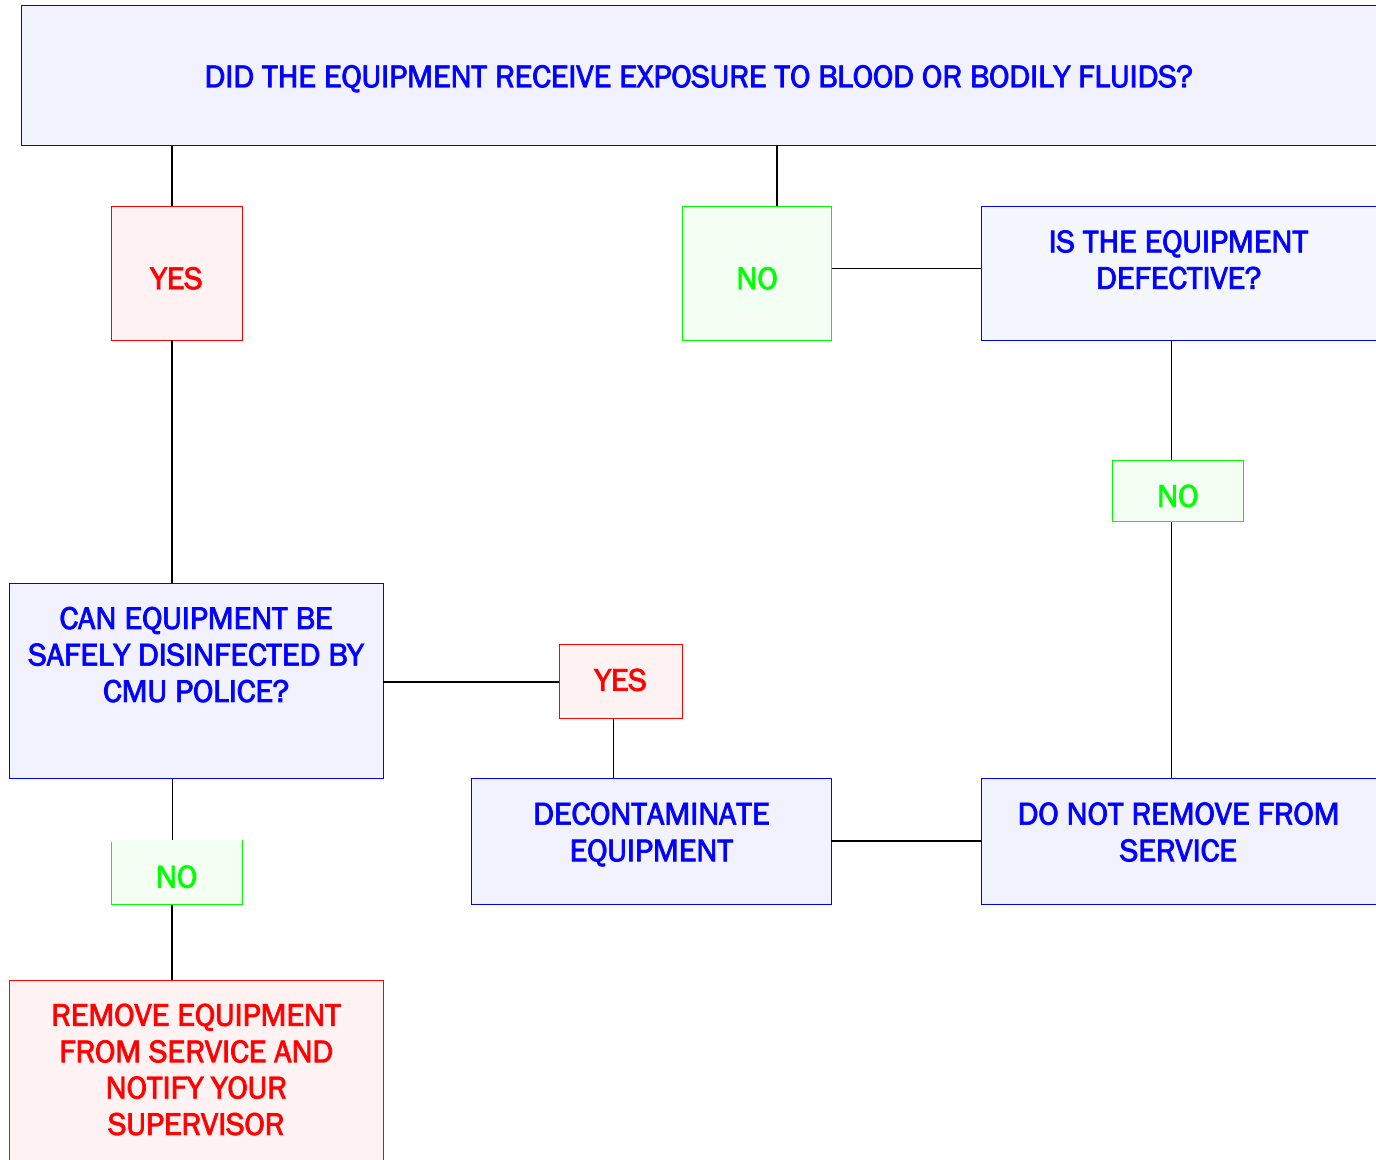 DID THE EQUIPMENT RECEIVE EXPOSURE TO BLOOD OR BODILY FLUIDS?
YES
NO
IS THE EQUIPMENT
DEFECTIVE?
NO
CAN EQUIPMENT BE
SAFELY DISINFECTED BY
CMU POLICE?
YES
DECONTAMINATE
EQUIPMENT
DO NOT REMOVE FROM
SERVICE
NO
REMOVE EQUIPMENT
FROM SERVICE AND
NOTIFY YOUR
SUPERVISOR